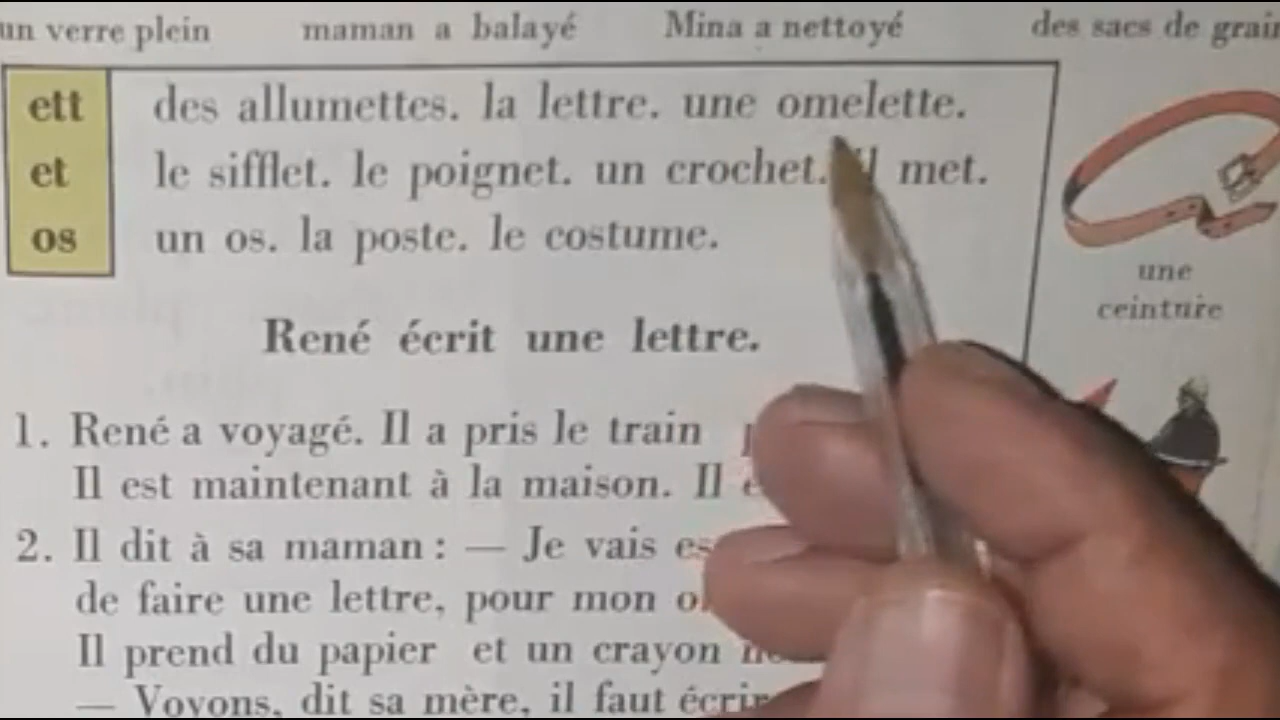 un verre plein maman a balayé Mina a nettoyé des sacs de grain
ett des allumettes. la lettre. une omelette.
et le sifflet. le poignet. un crochet. il met.
os un os. la poste. le costume.
une
ceinture
René écrit une lettre.
1. René a voyagé. Il a pris le train
Il est maintenant à la maison. Il
2. Il dit à sa maman : — Je vais
de faire une lettre, pour mon
Il prend du papier et un crayon
— Voyons, dit sa mère, il faut